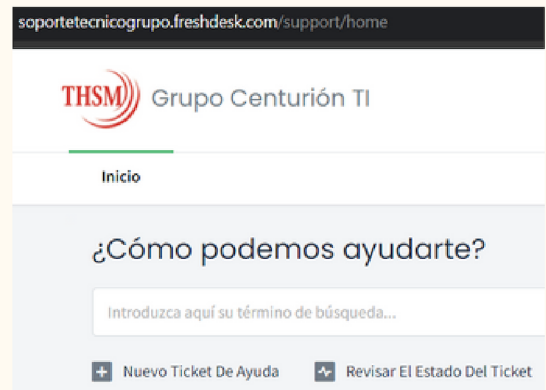 soportetecnicogrupo.freshdesk.com/support/home
THSM Grupo Centurión TI
Inicio
¿Cómo podemos ayudarte?
Introduzca aquí su término de búsqueda...
Nuevo Ticket De Ayuda Revisar El Estado Del Ticket